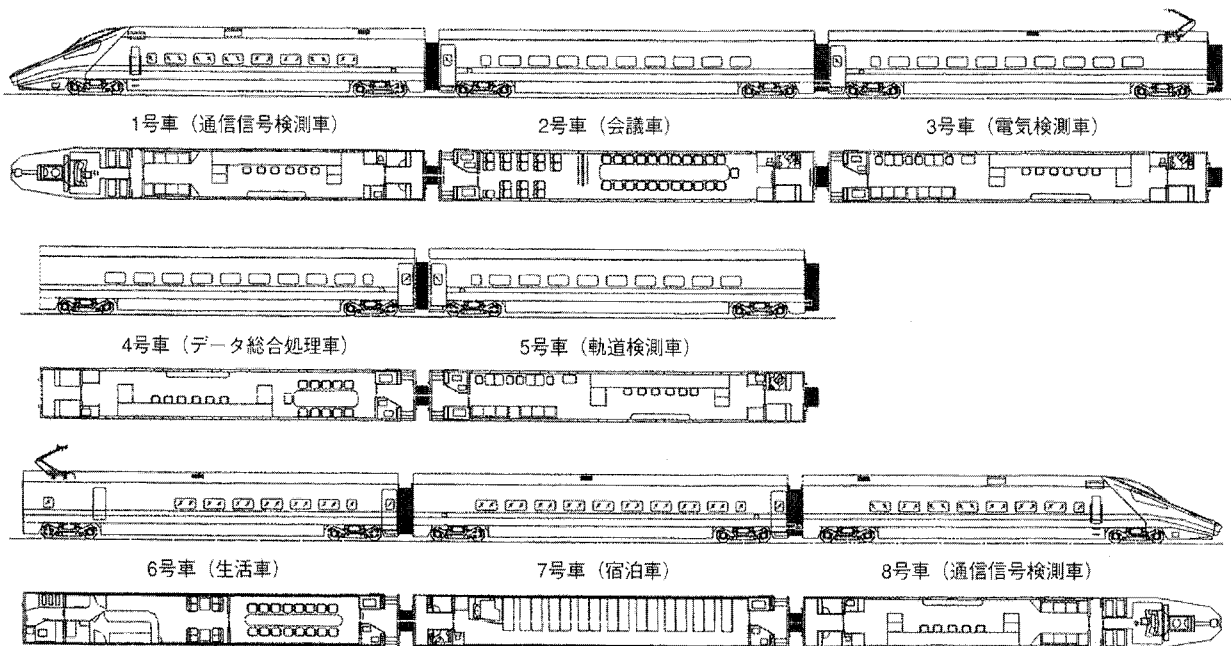 1号車（通信信号検測車）
2号車（会議車）
3号車（電気検測車）
4号車（データ総合処理車）
5号車（軌道検測車）
6号車（生活車）
7号車（宿泊車）
8号車（通信信号検測車）